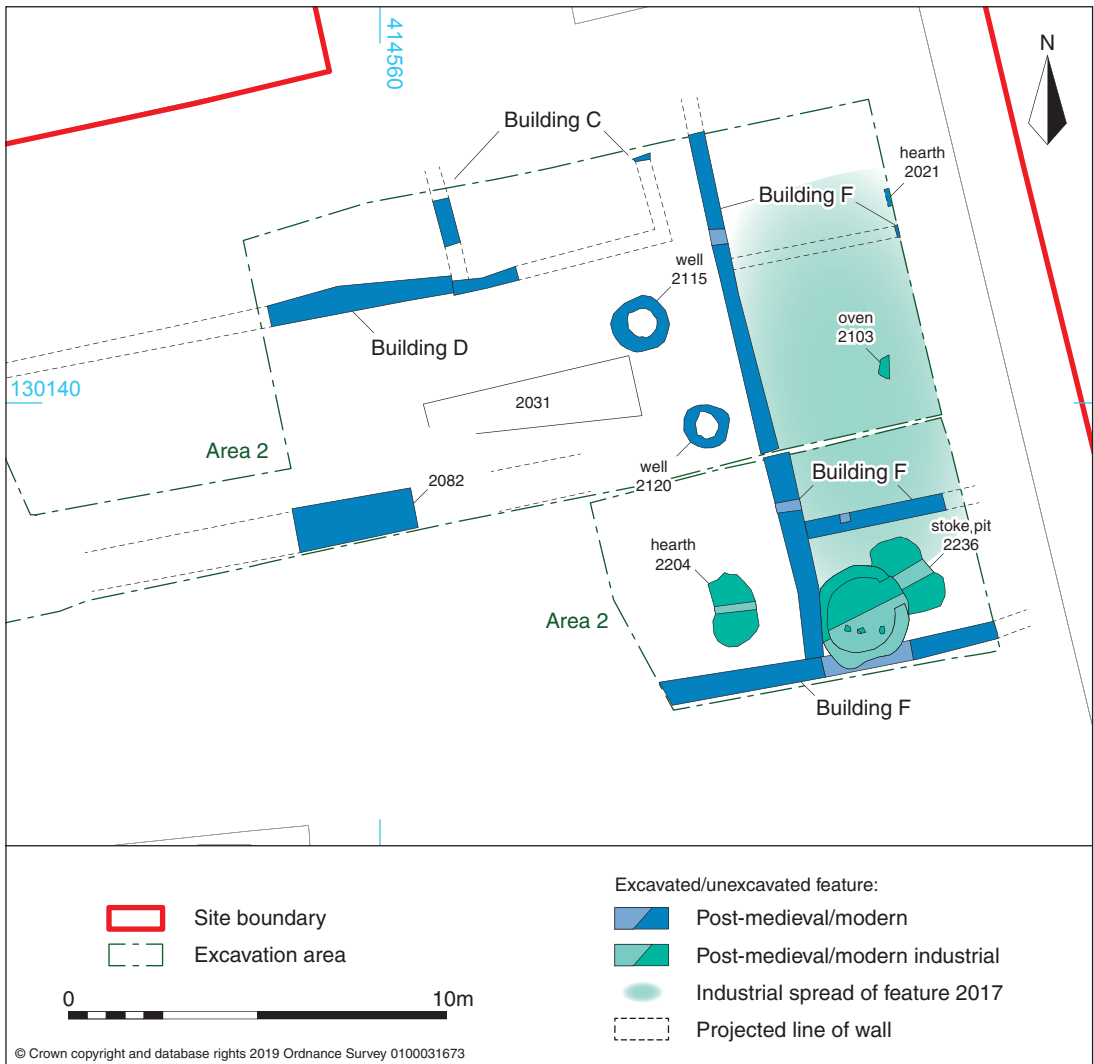 414560
N
Building C
hearth
2021
Building F
well
2115
oven
2103
Building D
130140
2031
Area 2
2082
well
2120
Building F
stoke,pit
2236
hearth
2204
Area 2
Building F
Site boundary
Excavation area
0 10m
Excavated/unexcavated feature:
Post-medieval/modern
Post-medieval/modern industrial
Industrial spread of feature 2017
Projected line of wall
© Crown copyright and database rights 2019 Ordnance Survey 0100031673